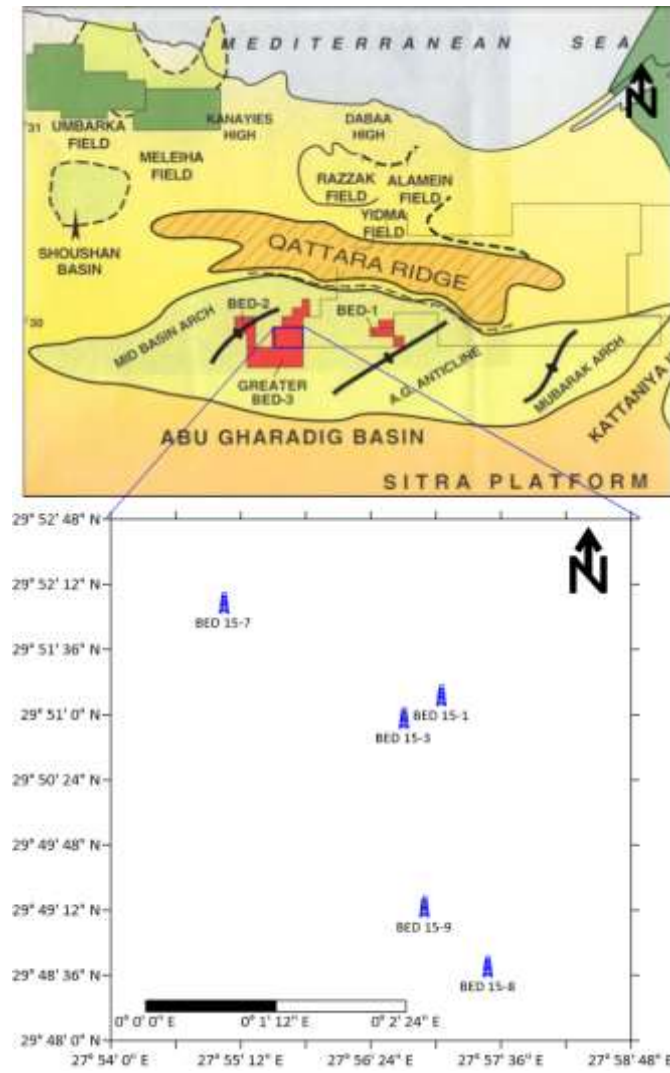 MEDITERRANEAN SEA
N
31
UMBARKA FIELD
KANAYIES HIGH
DABAA HIGH
MELEIHA FIELD
RAZZAK FIELD
ALAMEIN FIELD
YIDMA FIELD
SHOUSHAN BASIN
QATTARA RIDGE
30
BED-2
BED-1
MID BASIN ARCH
GREATER BED-3
A.G. ANTICLINE
MUBARAK ARCH
KATTANIYA
ABU GHARADIG BASIN
SITRA PLATFORM
29° 52' 48" N
N
29° 52' 12" N
BED 15-7
29° 51' 36" N
29° 51' 0" N
BED 15-1
BED 15-3
29° 50' 24" N
29° 49' 48" N
29° 49' 12" N
BED 15-9
29° 48' 36" N
BED 15-8
0° 0' 0" E 0° 1' 12" E 0° 2' 24" E
29° 48' 0" N
27° 54' 0" E 27° 55' 12" E 27° 56' 24" E 27° 57' 36" E 27° 58' 48" E